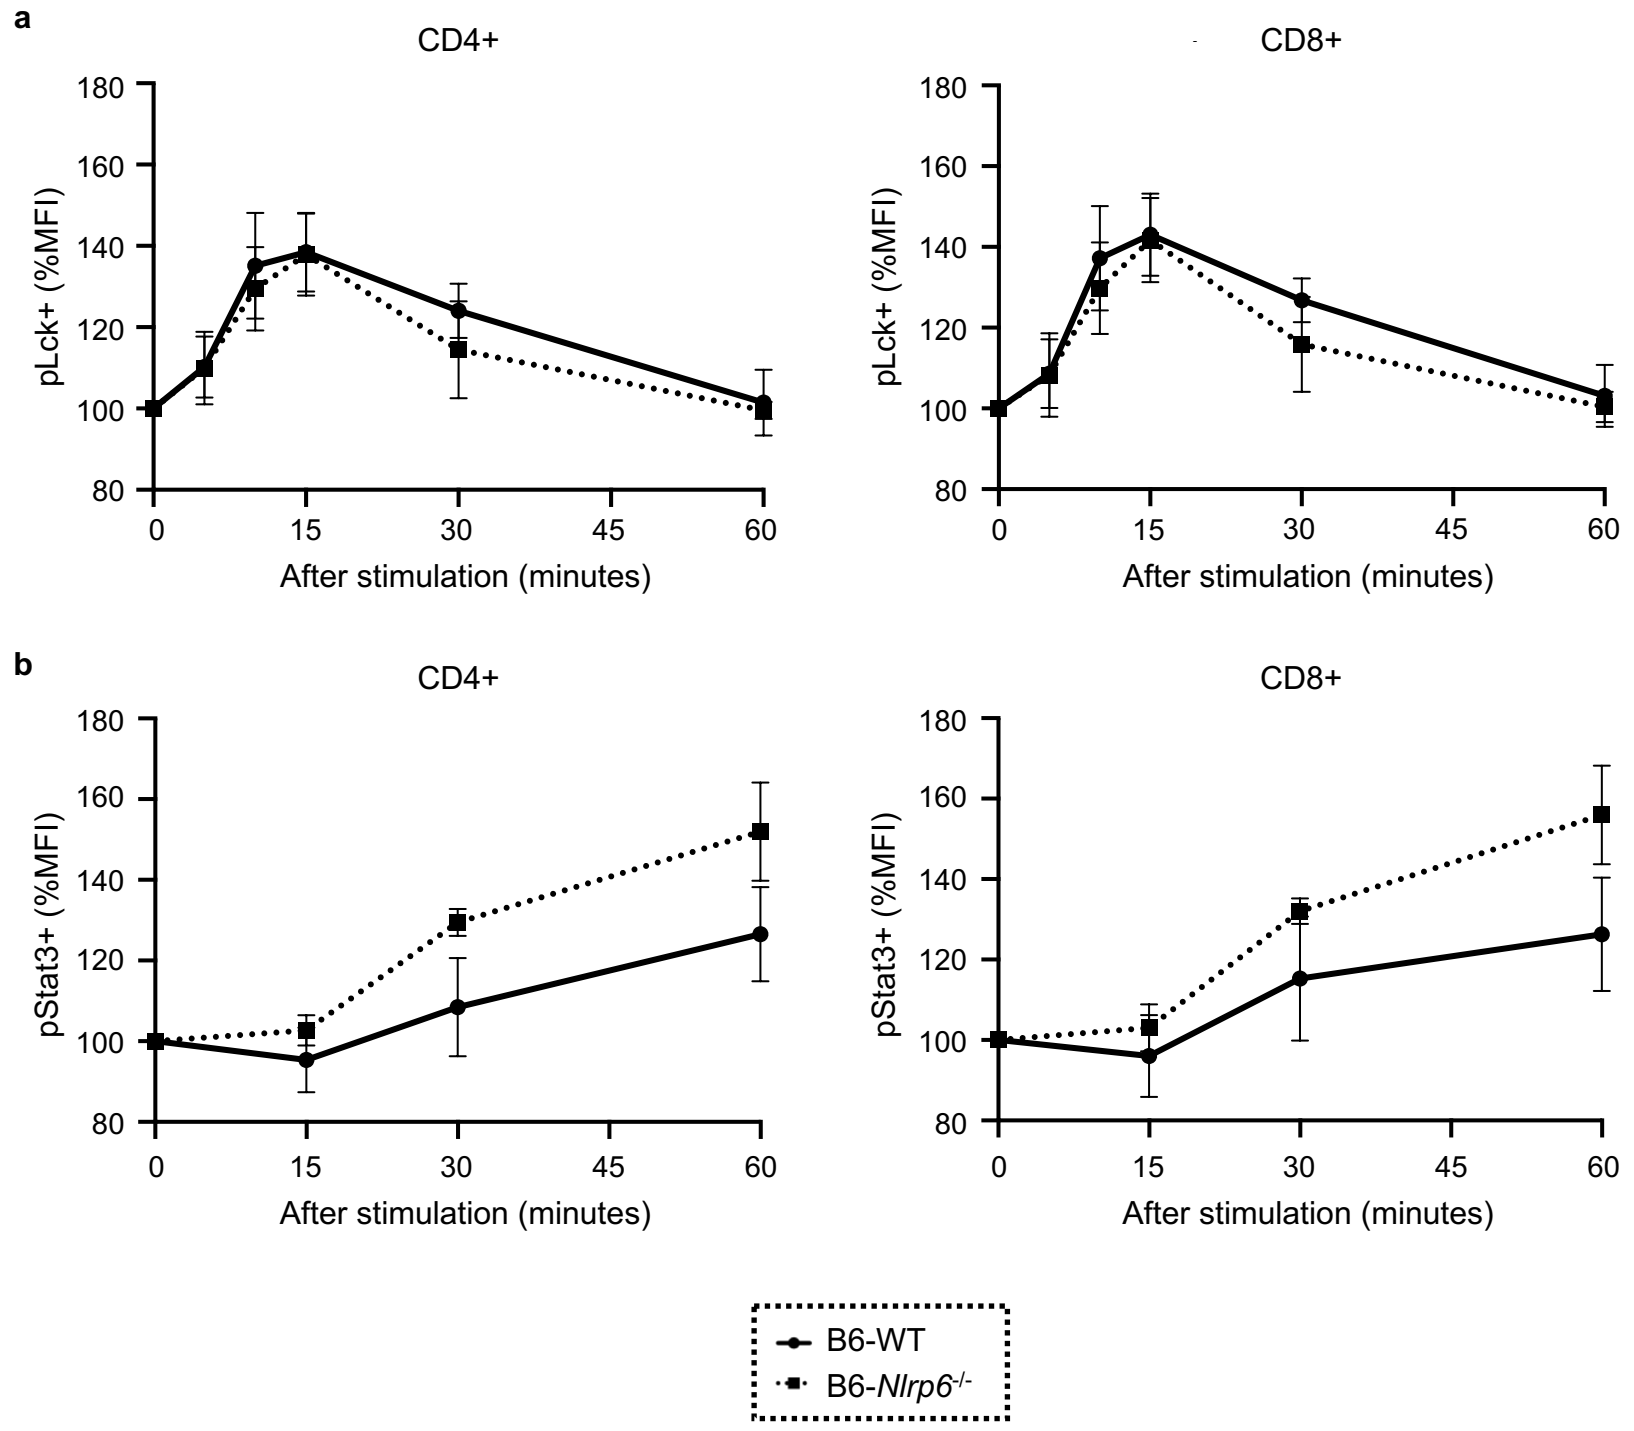 a
CD4+
180
160
140
120
100
80
pLck+ (%MFI)
0 15 30 45 60
After stimulation (minutes)
CD8+
180
160
140
120
100
80
pLck+ (%MFI)
0 15 30 45 60
After stimulation (minutes)
b
CD4+
180
160
140
120
100
80
pStat3+ (%MFI)
0 15 30 45 60
After stimulation (minutes)
CD8+
180
160
140
120
100
80
pStat3+ (%MFI)
0 15 30 45 60
After stimulation (minutes)
B6-WT
B6-Nlrp6-/-